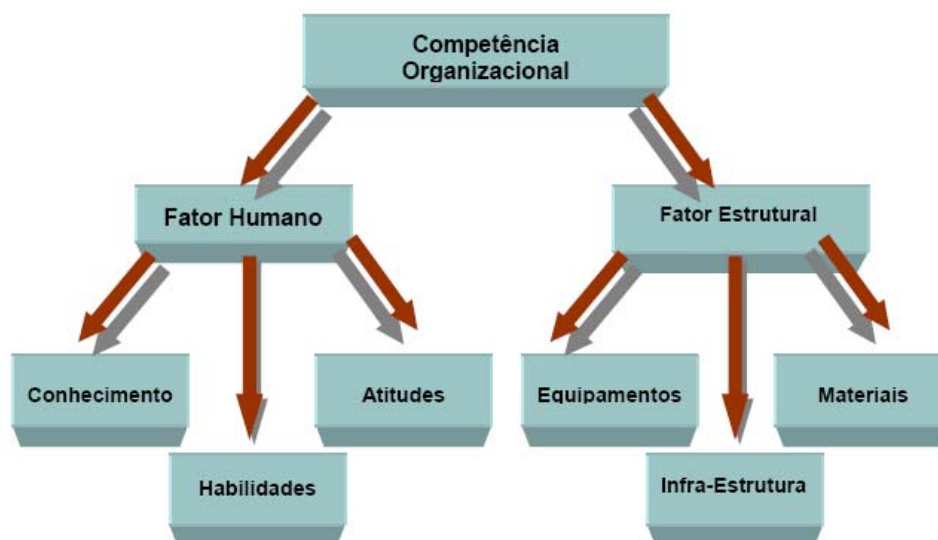 Competência
Organizacional
Fator Humano
Fator Estrutural
Conhecimento
Atitudes
Equipamentos
Materiais
Habilidades
Infra-Estrutura